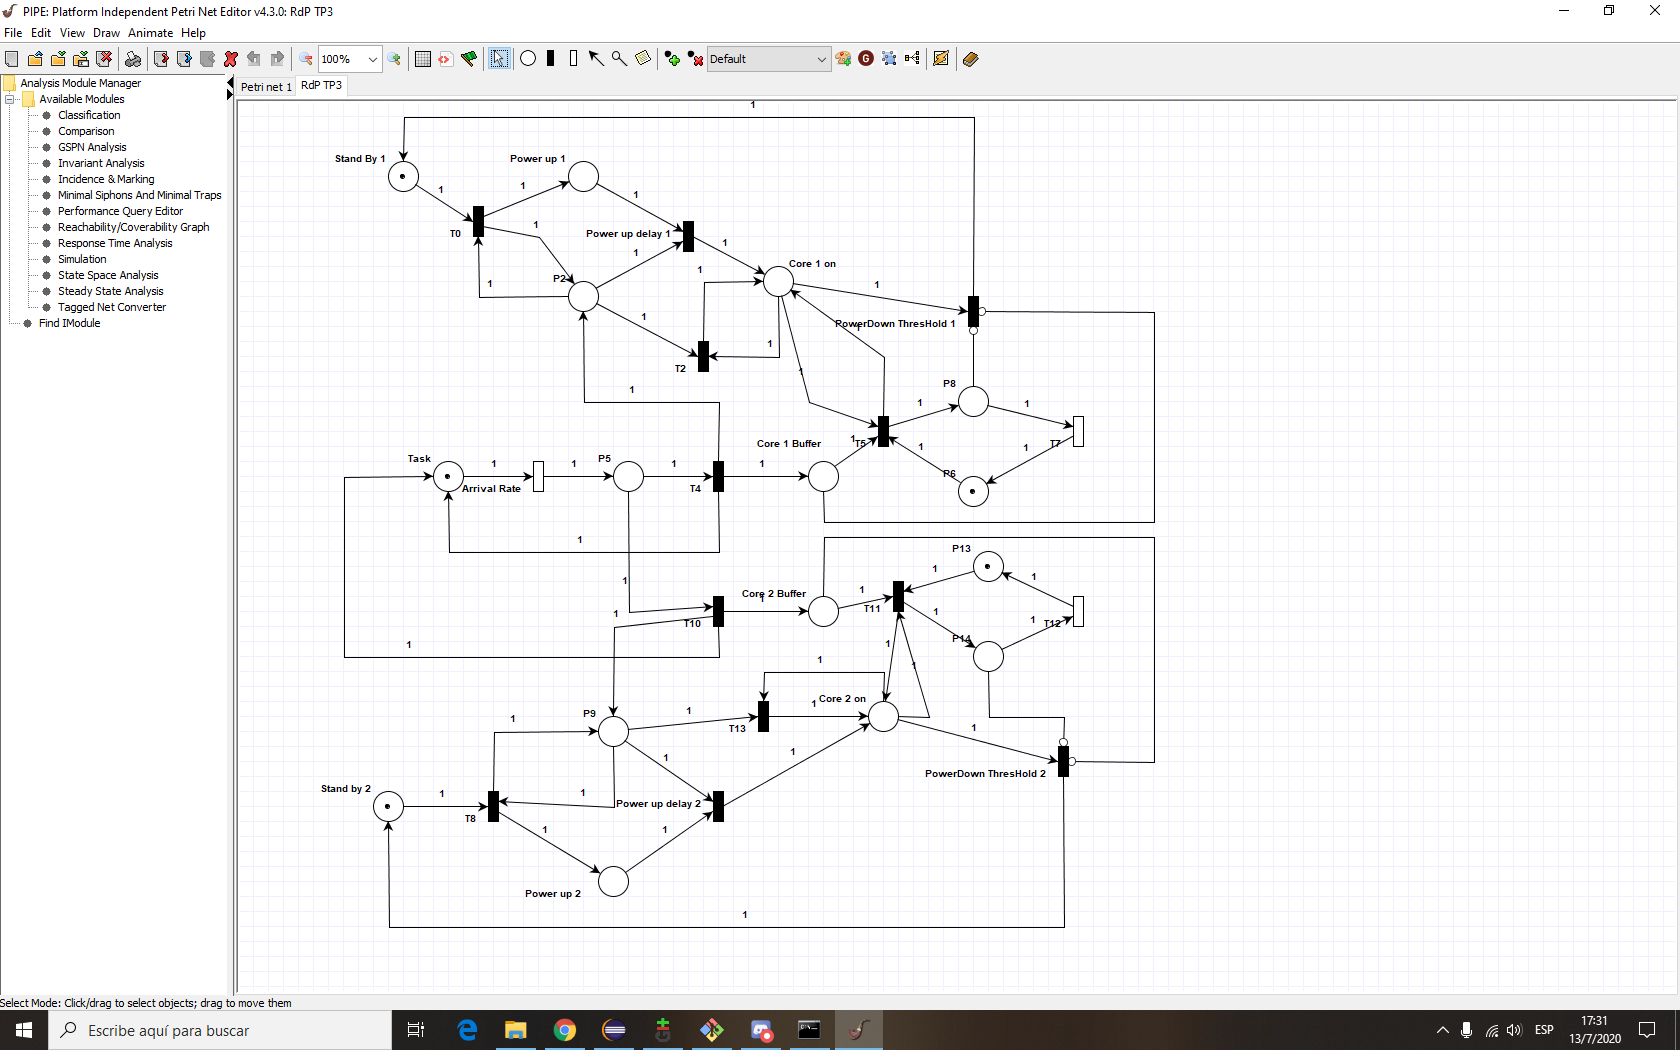 PIPE: Platform Independent Petri Net Editor v4.3.0: RdP TP3
File Edit View Draw Animate Help
100%
Default
G
Analysis Module Manager
Available Modules
Classification
Comparison
GSPN Analysis
Invariant Analysis
Incidence & Marking
Minimal Siphons And Minimal Traps
Performance Query Editor
Reachability/Coverability Graph
Response Time Analysis
Simulation
State Space Analysis
Steady State Analysis
Tagged Net Converter
Find IModule
Petri net 1
RdP TP3
1
Stand By 1
Power up 1
1
1
1
1
T0
Power up delay 1
1
1
1
Core 1 on
P2
1
1
1
PowerDown ThresHold 1
1
1
1
T2
1
1
P8
1
1
Core 1 Buffer
1
T5
1
1
T7
Task
1
1
P5
1
1
P6
Arrival Rate
T4
1
P13
1
1
1
Core 2 Buffer
1
1
T11
1
1
T10
1
T12
1
P14
1
1
1
1
Core 2 on
1
P9
1
1
T13
1
1
1
1
PowerDown ThresHold 2
Stand by 2
1
1
Power up delay 2
T8
1
1
Power up 2
1
Select Mode: Click/drag to select objects; drag to move them
Escribe aquí para buscar
ESP
17:31
13/7/2020